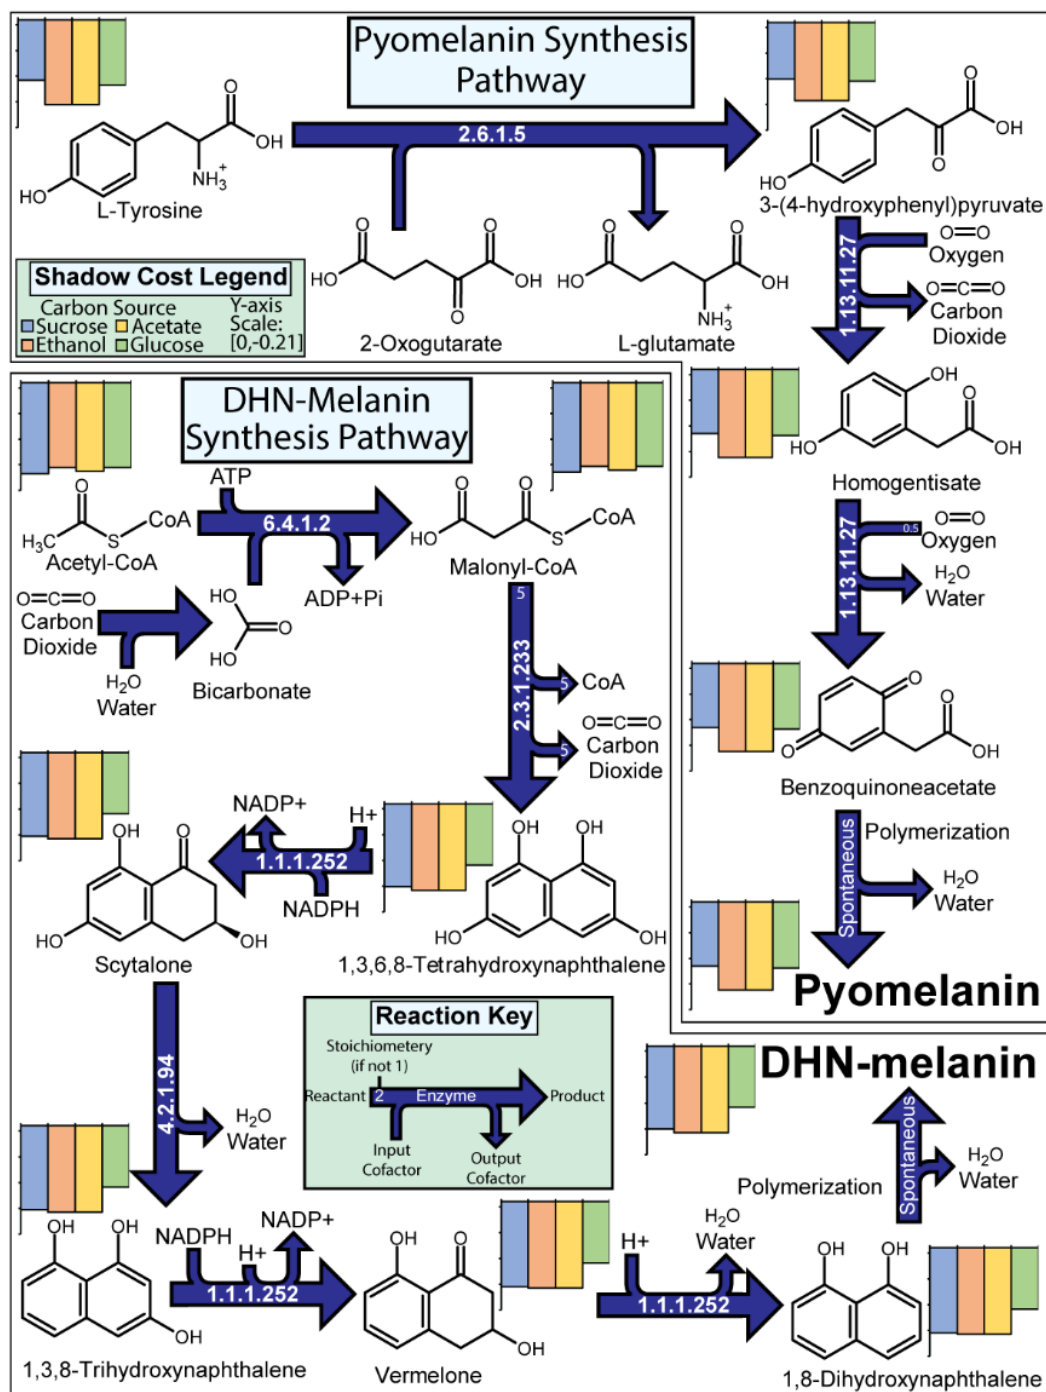 Pyomelanin Synthesis
Pathway
O
OH
NH3+
HO
L-Tyrosine
2.6.1.5
O
OH
O
HO
3-(4-hydroxyphenyl)pyruvate
O
O
HO
OH
O
2-Oxogutarate
O
O
HO
OH
NH3+
L-glutamate
Shadow Cost Legend
Carbon Source
Sucrose
Acetate
Ethanol
Glucose
Y-axis
Scale:
[0,-0.21]
1.13.11.27
O=O
Oxygen
O=C=O
Carbon
Dioxide
OH
O
HO
OH
Homogentisate
1.13.11.27
0.5
O=O
Oxygen
H2O
Water
O
O
O
OH
Benzoquinoneacetate
Spontaneous
Polymerization
H2O
Water
Pyomelanin
DHN-Melanin
Synthesis Pathway
O
H3C
S
CoA
Acetyl-CoA
ATP
6.4.1.2
ADP+Pi
O
O
HO
S
CoA
Malonyl-CoA
O=C=O
Carbon
Dioxide
H2O
Water
HO
O
HO
Bicarbonate
5
2.3.1.233
5
CoA
5
O=C=O
Carbon
Dioxide
OH
OH
HO
OH
1,3,6,8-Tetrahydroxynaphthalene
NADP+
H+
1.1.1.252
NADPH
OH
O
HO
OH
Scytalone
4.2.1.94
H2O
Water
Reaction Key
Stoichiometery
(if not 1)
Reactant
2
Enzyme
Product
Input
Cofactor
Output
Cofactor
OH
OH
OH
1,3,8-Trihydroxynaphthalene
NADPH
H+
NADP+
1.1.1.252
OH
O
OH
Vermelone
H+
H2O
Water
1.1.1.252
OH
OH
1,8-Dihydroxynaphthalene
Polymerization
Spontaneous
H2O
Water
DHN-melanin